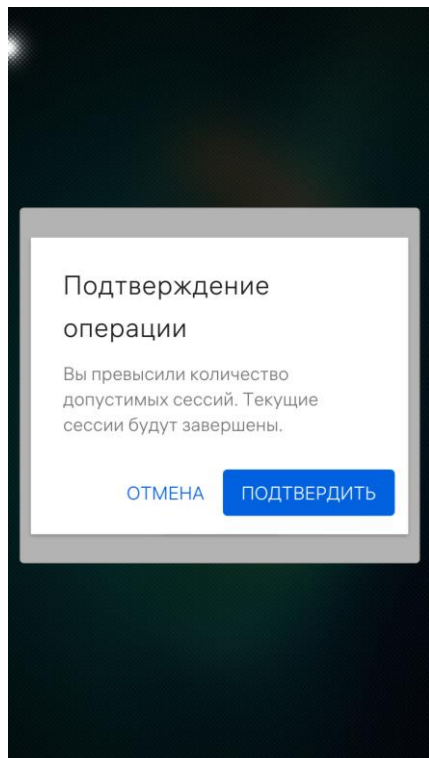 Подтверждение
операции
Вы превысили количество
допустимых сессий. Текущие
сессии будут завершены.
ОТМЕНА ПОДТВЕРДИТЬ